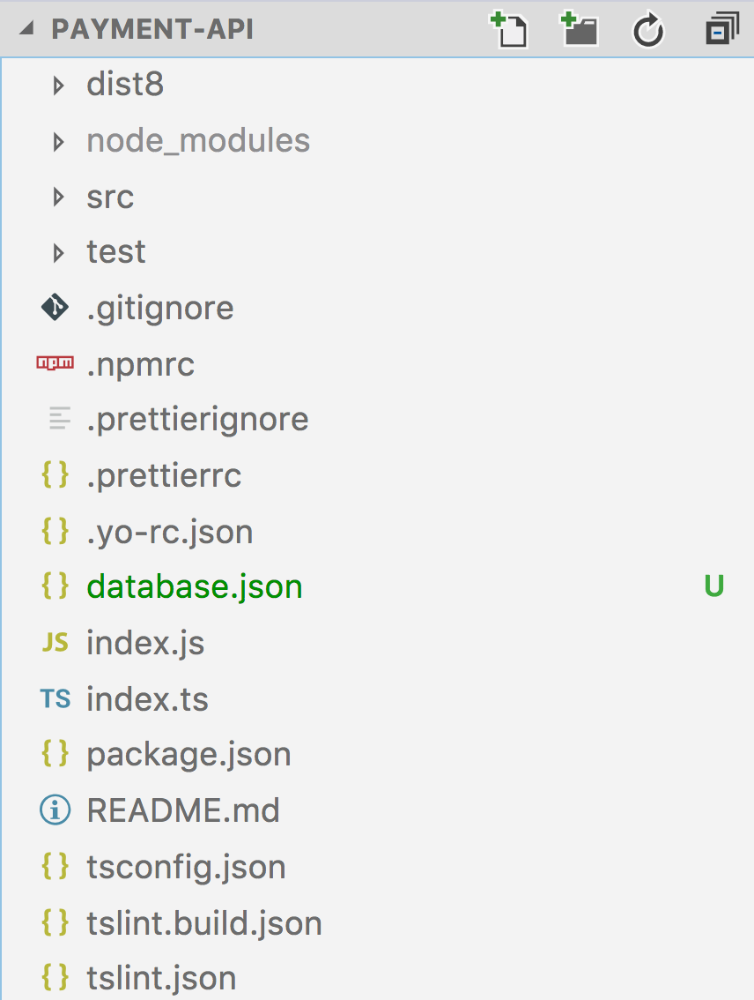 PAYMENT-API
dist8
node_modules
src
test
.gitignore
npm .npmrc
.prettierignore
{ } .prettierrc
{ } .yo-rc.json
{ } database.json U
JS index.js
TS index.ts
{ } package.json
i README.md
{ } tsconfig.json
{ } tslint.build.json
{ } tslint.json